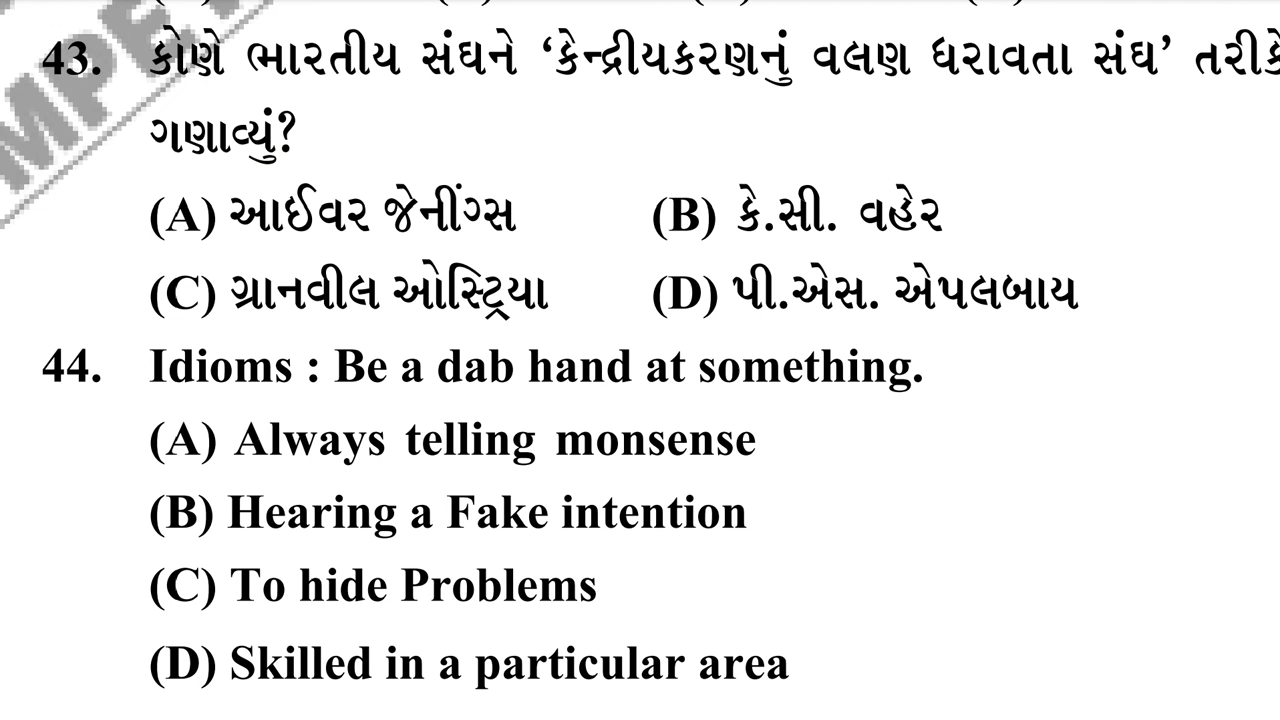 43. કોણે ભારતીય સંઘને ‘કેન્દ્રીયકરણનું વલણ ધરાવતા સંઘ’ તરીકે
ગણાવ્યું?
(A) આઈવર જેનીંગ્સ (B) કે.સી. વહેર
(C) ગ્રાનવીલ ઓસ્ટ્રિયા (D) પી.એસ. એપલબાય
44. Idioms : Be a dab hand at something.
(A) Always telling monsense
(B) Hearing a Fake intention
(C) To hide Problems
(D) Skilled in a particular area